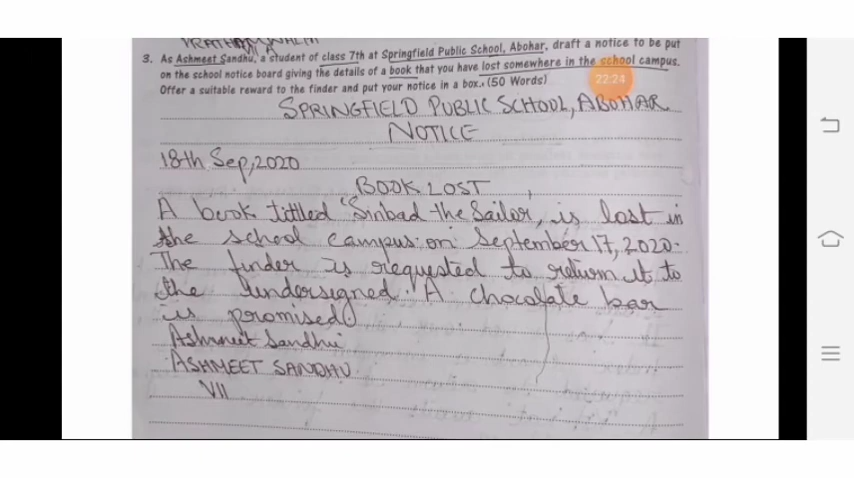 PRATHAM WALIA
VII A
3. As Ashmeet Sandhu, a student of class 7th at Springfield Public School, Abohar, draft a notice to be put
on the school notice board giving the details of a book that you have lost somewhere in the school campus.
Offer a suitable reward to the finder and put your notice in a box. (50 Words)
22:24
SPRINGFIELD PUBLIC SCHOOL, ABOHAR
NOTICE
18th Sep, 2020
BOOK LOST
A book tittled 'Sinbad the Sailor, is lost in
the school campus on September 17, 2020.
The finder is requested to return it to
the undersigned. A chocolate bar
is promised
Ashmeet Sandhu
ASHMEET SANDHU
VII